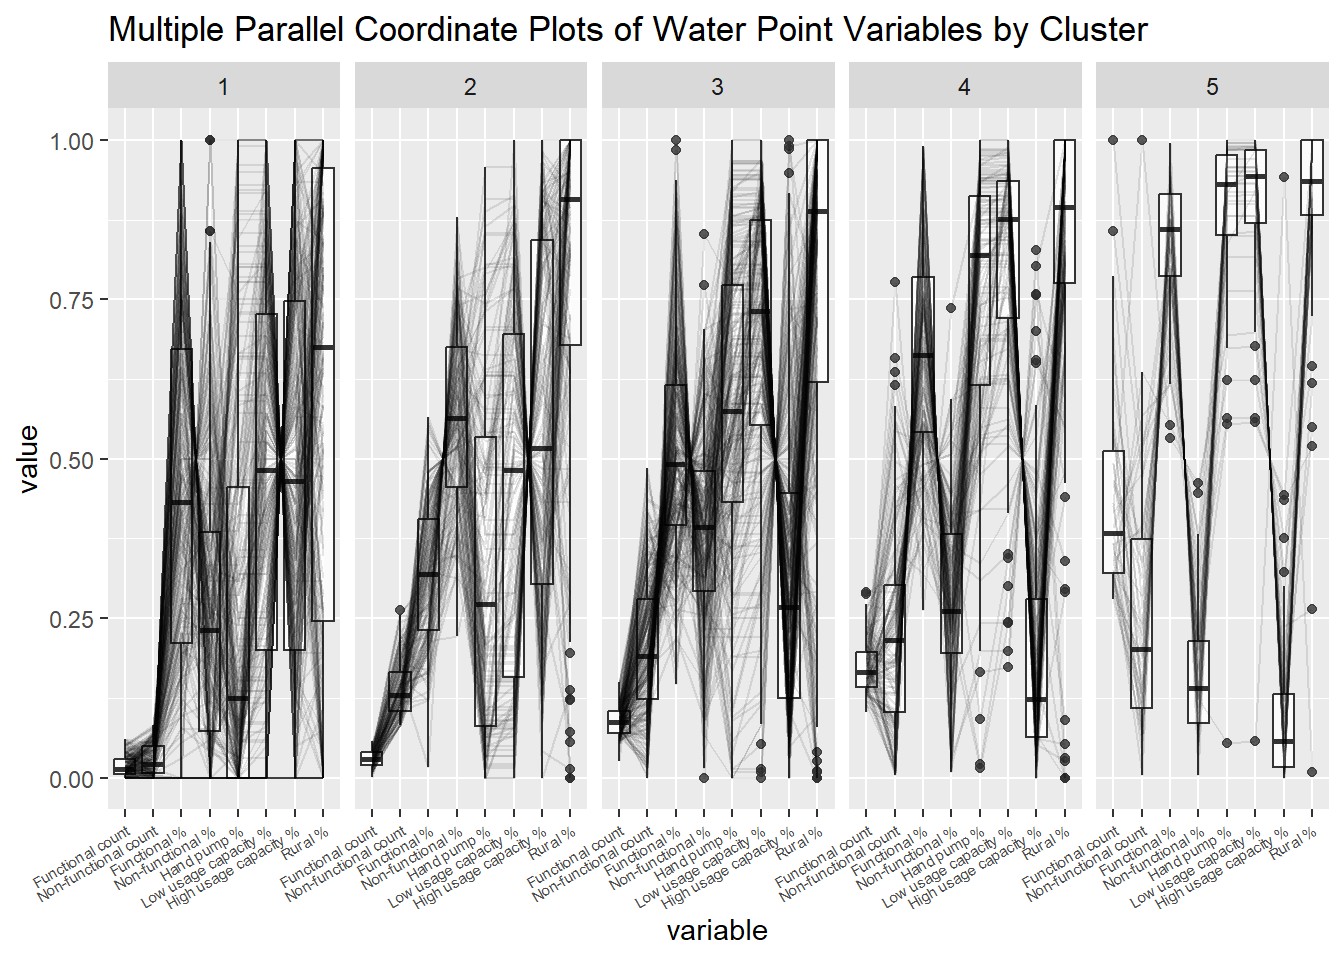 Multiple Parallel Coordinate Plots of Water Point Variables by Cluster
1 2 3 4 5
1.00
0.75
0.50
0.25
0.00
value
Functional count
Non-functional count
Functional %
Non-functional %
Hand pump %
Low usage capacity %
High usage capacity %
Rural %
Functional count
Non-functional count
Functional %
Non-functional %
Hand pump %
Low usage capacity %
High usage capacity %
Rural %
Functional count
Non-functional count
Functional %
Non-functional %
Hand pump %
Low usage capacity %
High usage capacity %
Rural %
Functional count
Non-functional count
Functional %
Non-functional %
Hand pump %
Low usage capacity %
High usage capacity %
Rural %
Functional count
Non-functional count
Functional %
Non-functional %
Hand pump %
Low usage capacity %
High usage capacity %
Rural %
variable